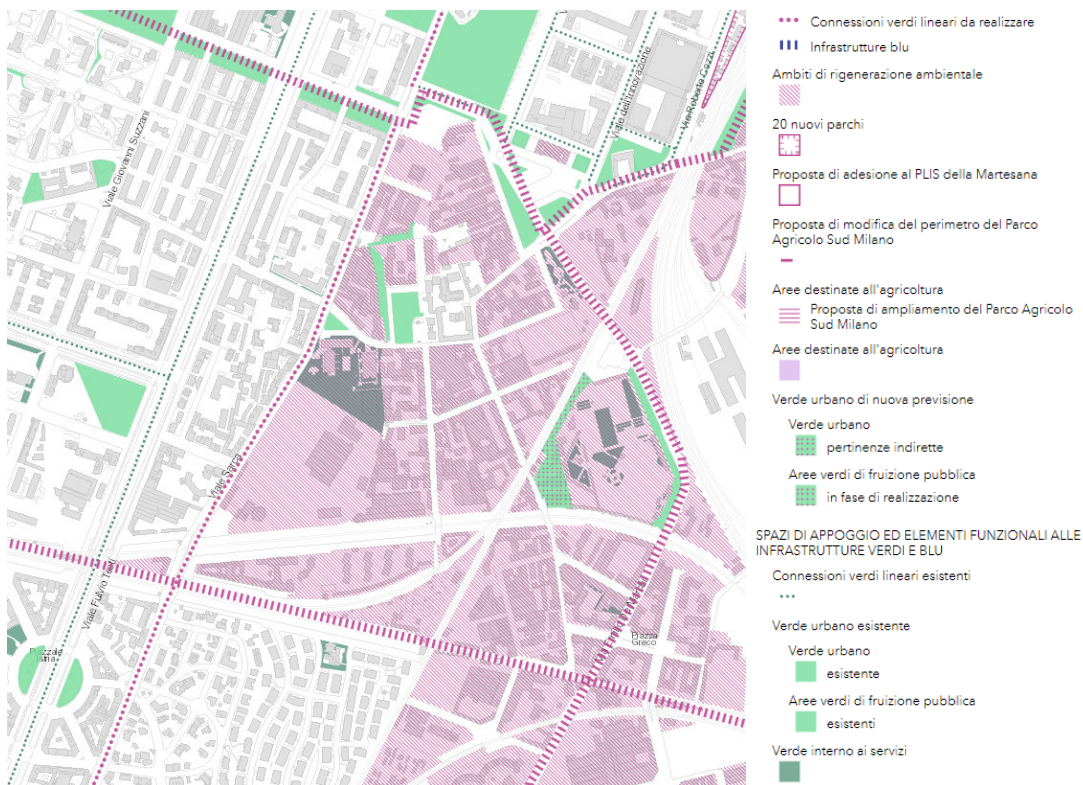 Viale Giovanni Suzzani
Viale dell'Innovazione
Via Roberto Cozzi
Viale Sarca
Viale Fulvio Testi
Piazzale
Istria
Piazza
Greco
Connessioni verdi lineari da realizzare
Infrastrutture blu
Ambiti di rigenerazione ambientale
20 nuovi parchi
Proposta di adesione al PLIS della Martesana
Proposta di modifica del perimetro del Parco
Agricolo Sud Milano
Aree destinate all'agricoltura
Proposta di ampliamento del Parco Agricolo
Sud Milano
Aree destinate all'agricoltura
Verde urbano di nuova previsione
Verde urbano
pertinenze indirette
Aree verdi di fruizione pubblica
in fase di realizzazione
SPAZI DI APPOGGIO ED ELEMENTI FUNZIONALI ALLE
INFRASTRUTTURE VERDI E BLU
Connessioni verdi lineari esistenti
Verde urbano esistente
Verde urbano
esistente
Aree verdi di fruizione pubblica
esistenti
Verde interno ai servizi